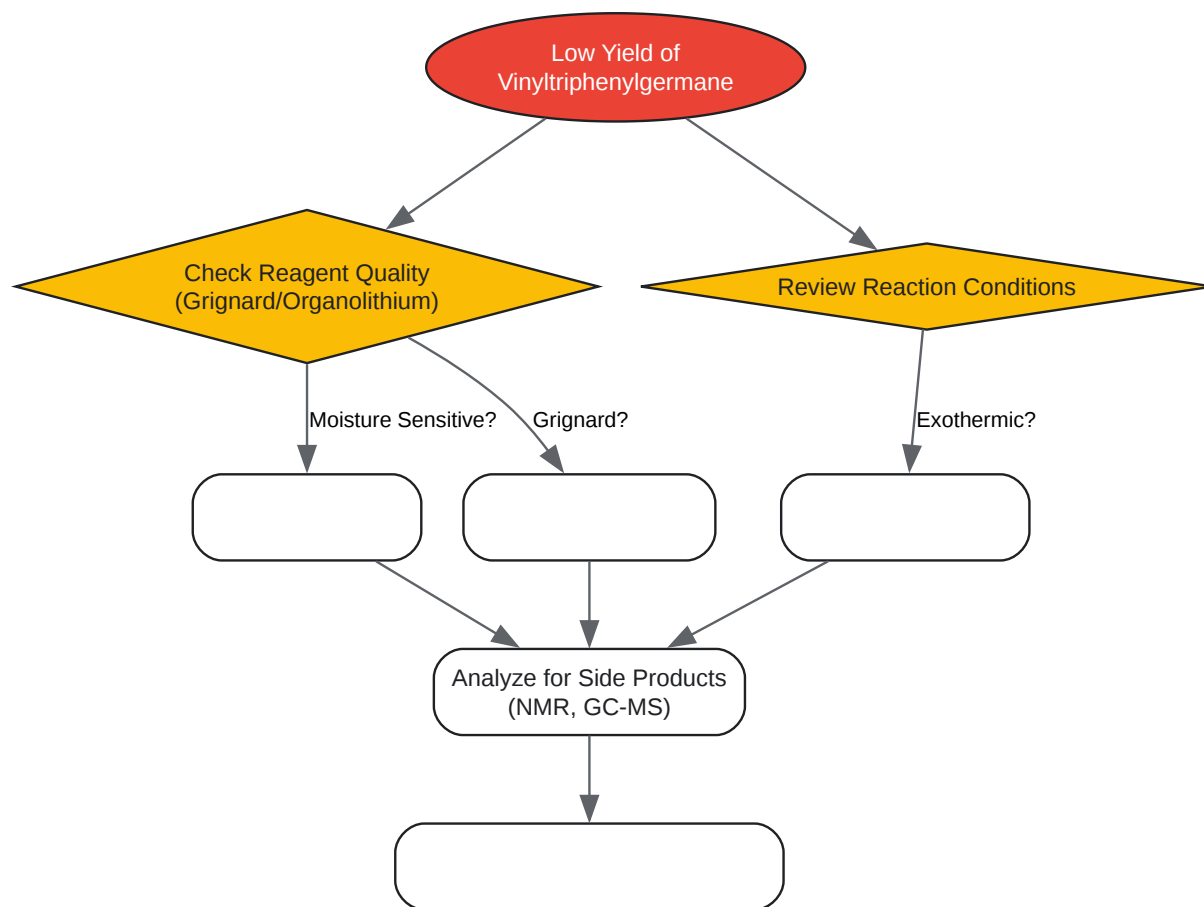 Low Yield of
Vinyltriphenylgermane
Check Reagent Quality
(Grignard/Organolithium)
Review Reaction Conditions
Moisture Sensitive?
Grignard?
Exothermic?
Analyze for Side Products
(NMR, GC-MS)